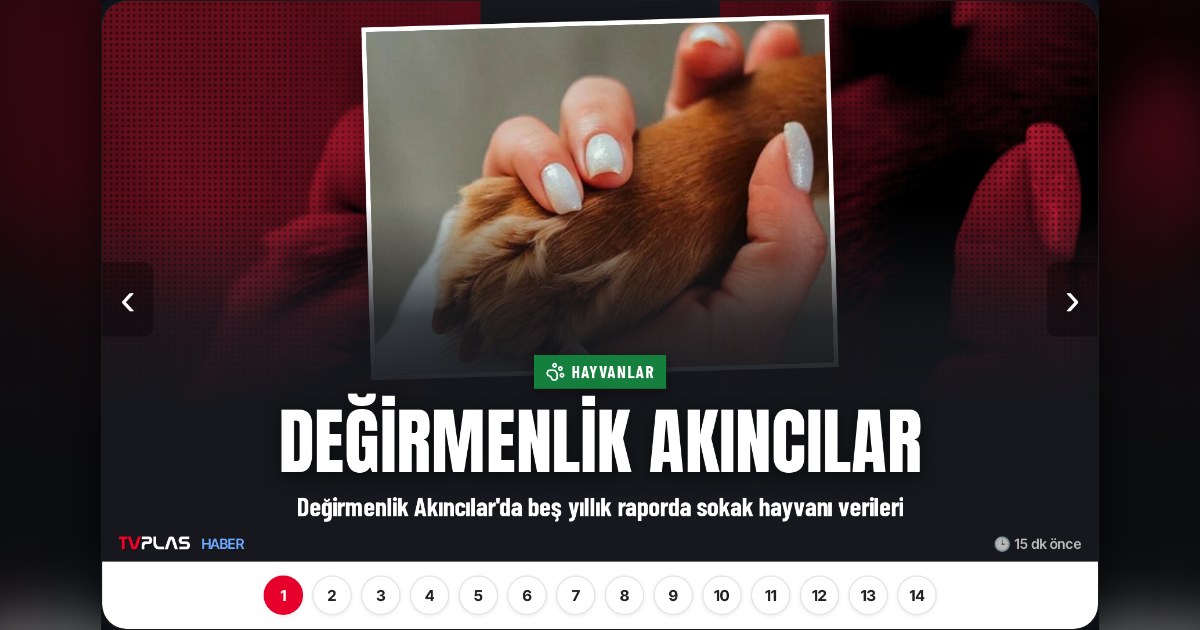 HAYVANLAR
DEĞİRMENLİK AKINCILAR
Değirmenlik Akıncılar'da beş yıllık raporda sokak hayvanı verileri
TVPLAS HABER
15 dk önce
1 2 3 4 5 6 7 8 9 10 11 12 13 14